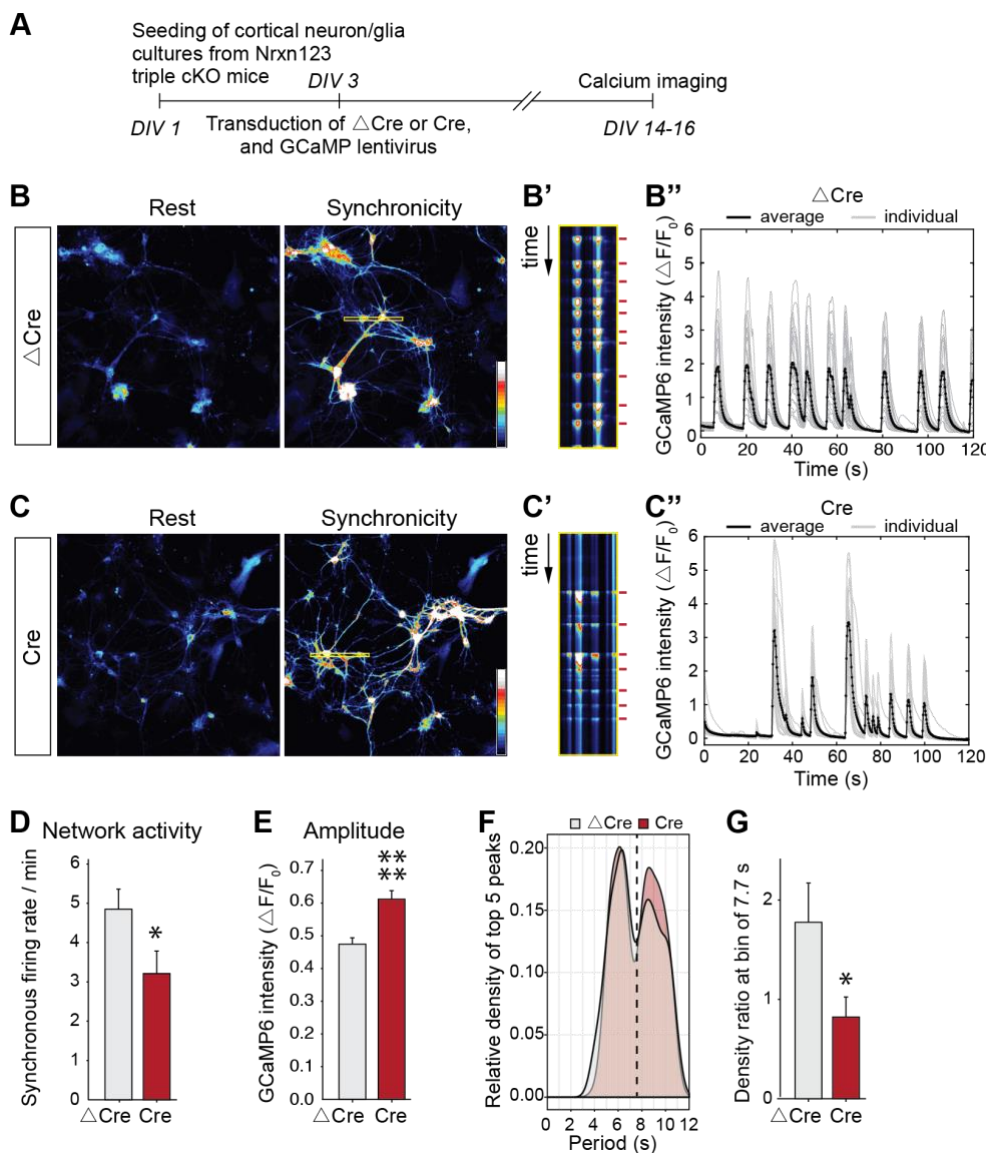 A
Seeding of cortical neuron/glia
cultures from Nrxn123
triple cKO mice
DIV 3
Calcium imaging
DIV 1
Transduction of △Cre or Cre,
and GCaMP lentivirus
DIV 14-16
B
Rest
Synchronicity
△Cre
B'
time
B"
△Cre
average
individual
GCaMP6 intensity (△F/F0)
6
5
4
3
2
1
0
0 20 40 60 80 100 120
Time (s)
C
Rest
Synchronicity
Cre
C'
time
C"
Cre
average
individual
GCaMP6 intensity (△F/F0)
6
5
4
3
2
1
0
0 20 40 60 80 100 120
Time (s)
D
Network activity
Synchronous firing rate / min
6
5
4
3
2
1
0
*
△Cre Cre
E
Amplitude
GCaMP6 intensity (△F/F0)
0.7
0.6
0.5
0.4
0.3
0.2
0.1
0.0
**
**
△Cre Cre
F
△Cre Cre
Relative density of top 5 peaks
0.20
0.15
0.10
0.05
0.00
0 2 4 6 8 10 12
Period (s)
G
Density ratio at bin of 7.7 s
2
1
0
*
△Cre Cre